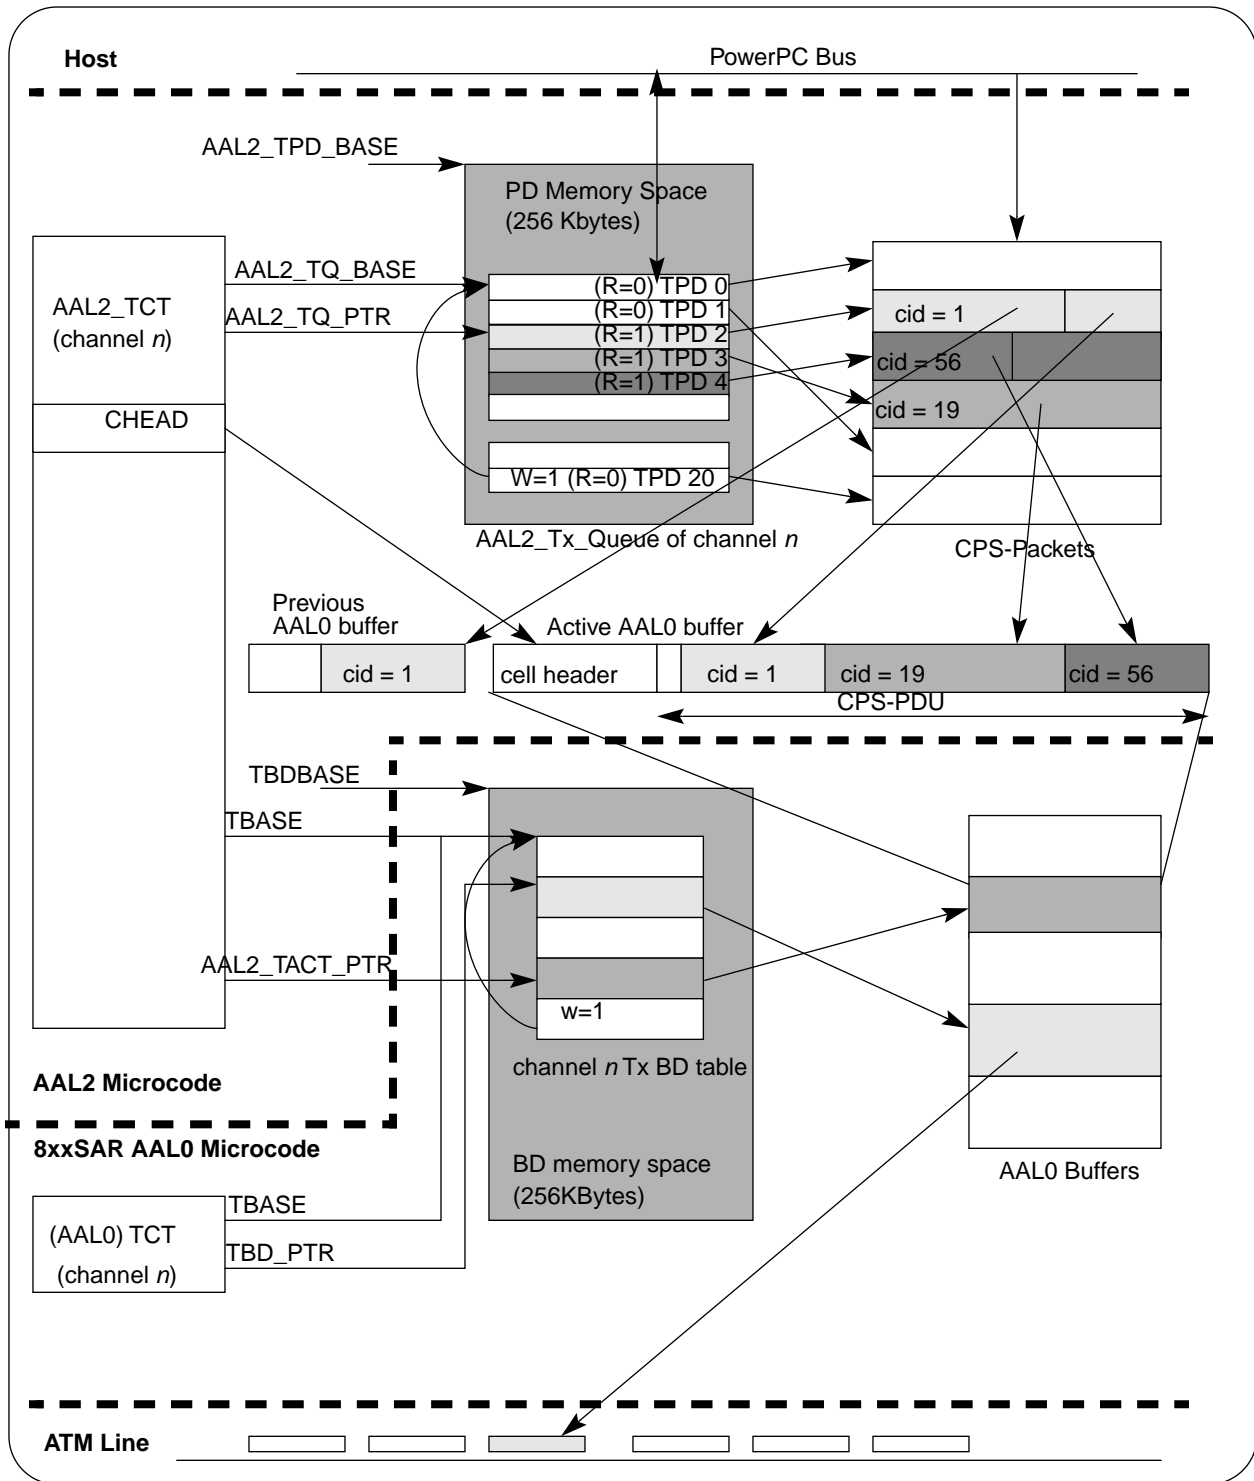 Host
PowerPC Bus
AAL2_TPD_BASE
PD Memory Space
(256 Kbytes)
AAL2_TCT
(channel n)
AAL2_TQ_BASE
AAL2_TQ_PTR
(R=0) TPD 0
(R=0) TPD 1
(R=1) TPD 2
(R=1) TPD 3
(R=1) TPD 4
W=1 (R=0) TPD 20
AAL2_Tx_Queue of channel n
cid = 1
cid = 56
cid = 19
CPS-Packets
CHEAD
Previous
AAL0 buffer
Active AAL0 buffer
cid = 1
cell header
cid = 1
cid = 19
cid = 56
CPS-PDU
TBDBASE
TBASE
AAL2_TACT_PTR
w=1
channel n Tx BD table
BD memory space
(256KBytes)
AAL0 Buffers
AAL2 Microcode
8xxSAR AAL0 Microcode
(AAL0) TCT
(channel n)
TBASE
TBD_PTR
ATM Line